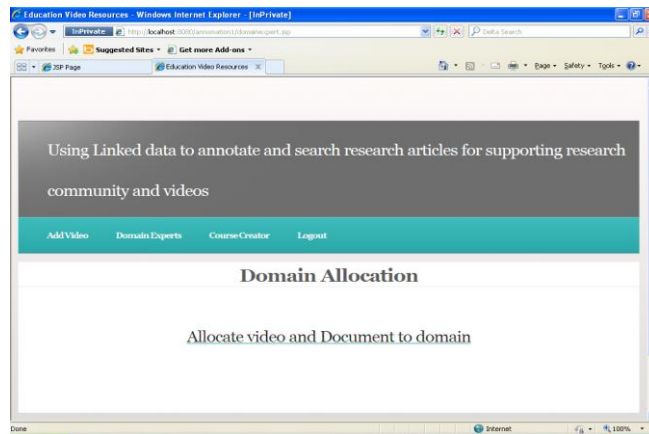 Education Video Resources - Windows Internet Explorer - [InPrivate]
InPrivate http://localhost:8080/annomation1/domainexpert.jsp Delta Search
Favorites Suggested Sites Get more Add-ons
JSP Page Education Video Resources X Page Safety Tools
Using Linked data to annotate and search research articles for supporting research
community and videos
Add Video Domain Experts Course Creator Logout
Domain Allocation
Allocate video and Document to domain
Done Internet 100%